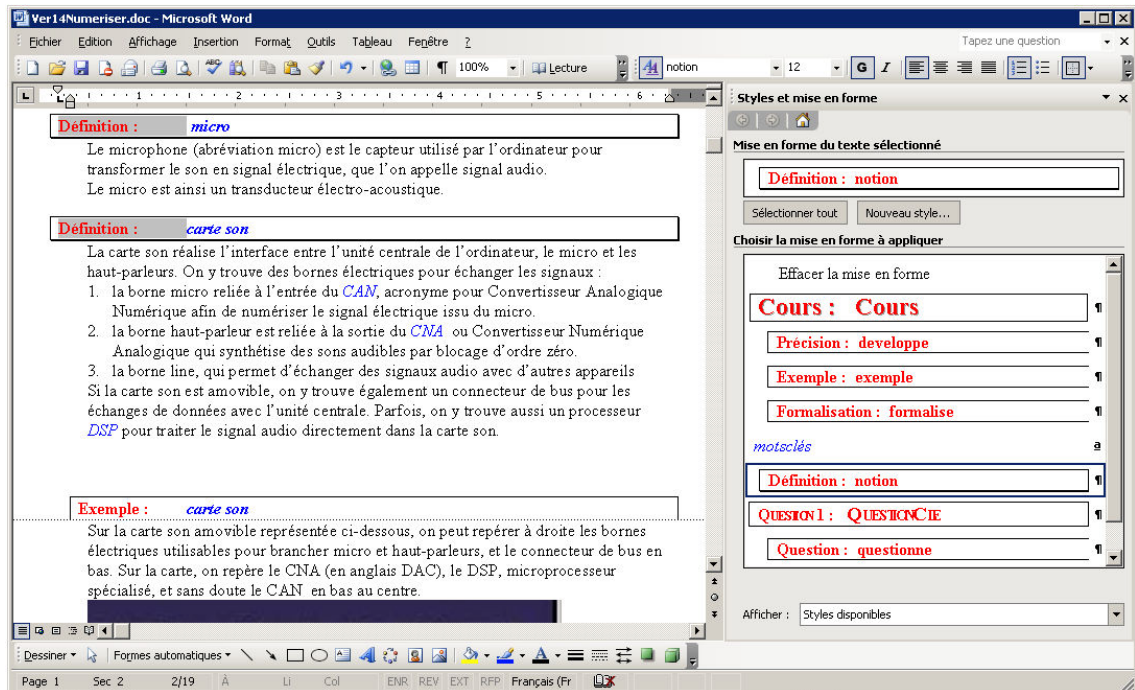 Ver14Numeriser.doc - Microsoft Word
Fichier Edition Affichage Insertion Format Outils Tableau Fenêtre ? Tapez une question
100% Lecture notion 12 G I
1 2 3 4 5 6
Définition : micro
Le microphone (abréviation micro) est le capteur utilisé par l'ordinateur pour
transformer le son en signal électrique, que l'on appelle signal audio.
Le micro est ainsi un transducteur électro-acoustique.
Définition : carte son
La carte son réalise l'interface entre l'unité centrale de l'ordinateur, le micro et les
haut-parleurs. On y trouve des bornes électriques pour échanger les signaux :
1. la borne micro reliée à l'entrée du CAN, acronyme pour Convertisseur Analogique
Numérique afin de numériser le signal électrique issu du micro.
2. la borne haut-parleur est reliée à la sortie du CNA ou Convertisseur Numérique
Analogique qui synthétise des sons audibles par blocage d'ordre zéro.
3. la borne line, qui permet d'échanger des signaux audio avec d'autres appareils
Si la carte son est amovible, on y trouve également un connecteur de bus pour les
échanges de données avec l'unité centrale. Parfois, on y trouve aussi un processeur
DSP pour traiter le signal audio directement dans la carte son.
Exemple : carte son
Sur la carte son amovible représentée ci-dessous, on peut repérer à droite les bornes
électriques utilisables pour brancher micro et haut-parleurs, et le connecteur de bus en
bas. Sur la carte, on repère le CNA (en anglais DAC), le DSP, microprocesseur
spécialisé, et sans doute le CAN en bas au centre.
Styles et mise en forme
Mise en forme du texte sélectionné
Définition : notion
Sélectionner tout Nouveau style...
Choisir la mise en forme à appliquer
Effacer la mise en forme
Cours : Cours ¶
Précision : developpe ¶
Exemple : exemple ¶
Formalisation : formalise ¶
motsclés a
Définition : notion ¶
QUESTION 1 : QUESTIONCIE ¶
Question : questionne ¶
Afficher : Styles disponibles
Dessiner Formes automatiques
Page 1 Sec 2 2/19 À Li Col ENR REV EXT RFP Français (Fr